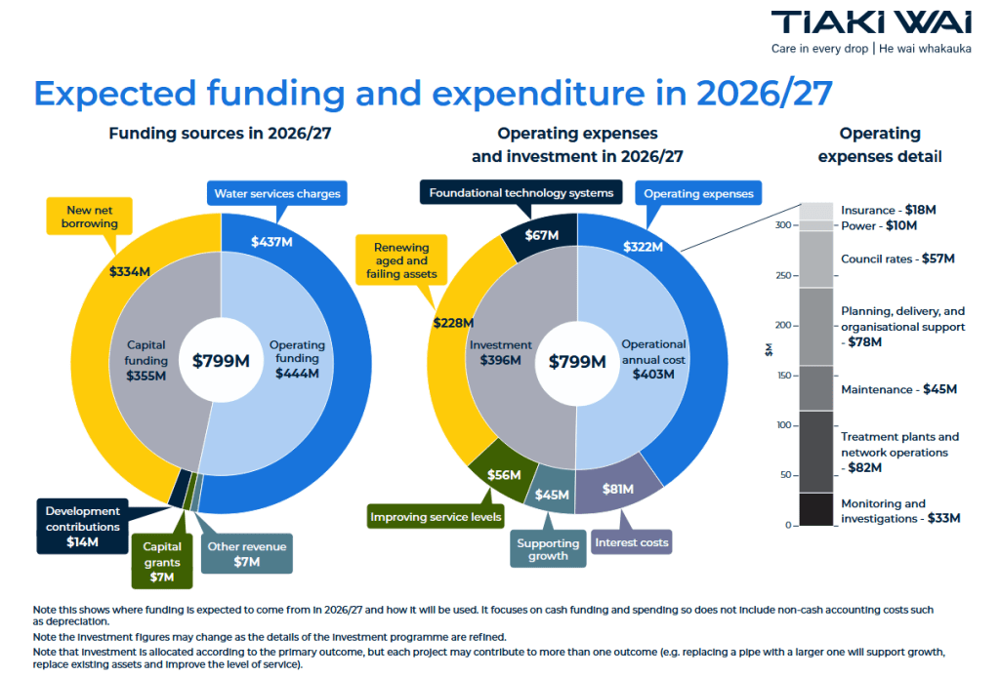 TIAKI WAI
Care in every drop | He wai whakauka
Expected funding and expenditure in 2026/27
Funding sources in 2026/27
New net
borrowing
$334M
Water services charges
$437M
Capital
funding
$355M
$799M
Operating
funding
$444M
Development
contributions
$14M
Capital
grants
$7M
Other revenue
$7M
Operating expenses
and investment in 2026/27
Foundational technology systems
$67M
Operating expenses
$322M
Renewing
aged and
failing assets
$228M
Investment
$396M
$799M
Operational
annual cost
$403M
$56M
Improving service levels
$45M
Supporting
growth
$81M
Interest costs
Operating
expenses detail
$M
300
250
200
150
100
50
0
Insurance - $18M
Power - $10M
Council rates - $57M
Planning, delivery, and
organisational support
- $78M
Maintenance - $45M
Treatment plants and
network operations
- $82M
Monitoring and
investigations - $33M
Note this shows where funding is expected to come from in 2026/27 and how it will be used. It focuses on cash funding and spending so does not include non-cash accounting costs such
as depreciation.
Note the investment figures may change as the details of the investment programme are refined.
Note that investment is allocated according to the primary outcome, but each project may contribute to more than one outcome (e.g. replacing a pipe with a larger one will support growth,
replace existing assets and improve the level of service).